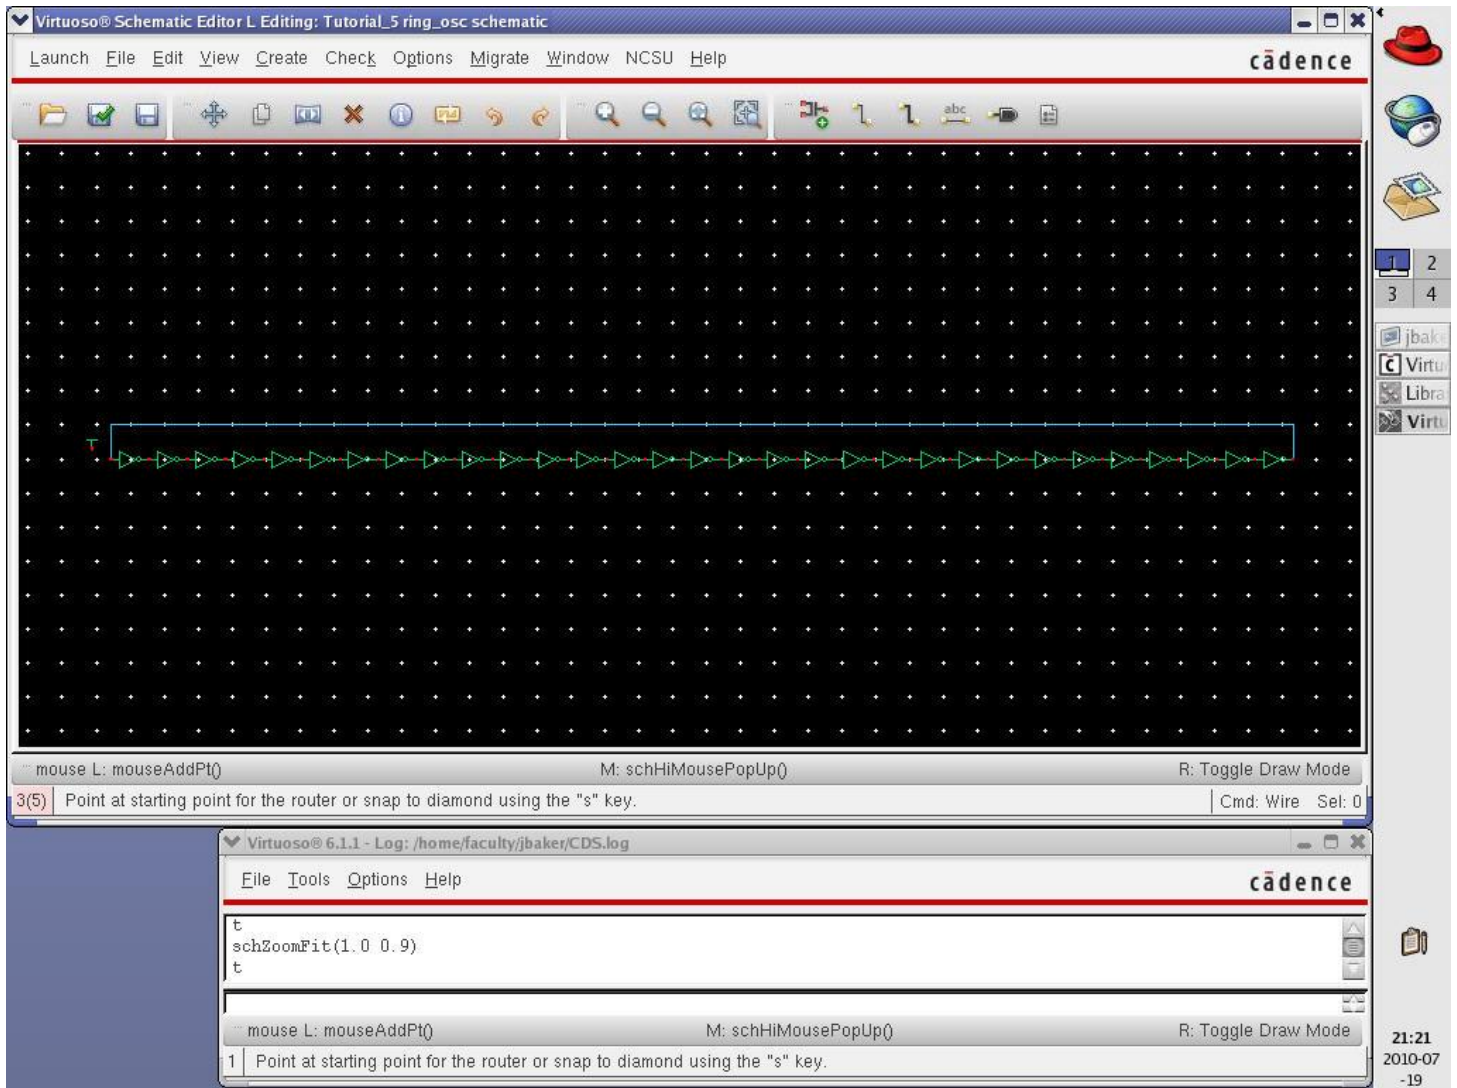 Virtuoso® Schematic Editor L Editing: Tutorial_5 ring_osc schematic
Launch File Edit View Create Check Options Migrate Window NCSU Help cādence
abc
1 2
3 4
jbake
Virtu
Libra
Virtu
mouse L: mouseAddPt() M: schHiMousePopUp() R: Toggle Draw Mode
3(5) Point at starting point for the router or snap to diamond using the "s" key. Cmd: Wire Sel: 0
Virtuoso® 6.1.1 - Log: /home/faculty/jbaker/CDS.log
File Tools Options Help cādence
t
schZoomFit(1.0 0.9)
t
mouse L: mouseAddPt() M: schHiMousePopUp() R: Toggle Draw Mode
1 Point at starting point for the router or snap to diamond using the "s" key.
21:21
2010-07
-19